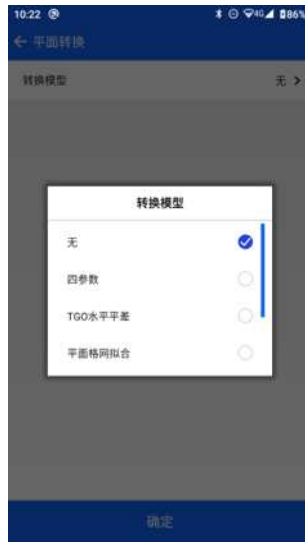 10:22 4G 86%
← 平面转换
转换模型 无 >
转换模型
无
四参数
TGO水平平差
平面格网拟合
确定